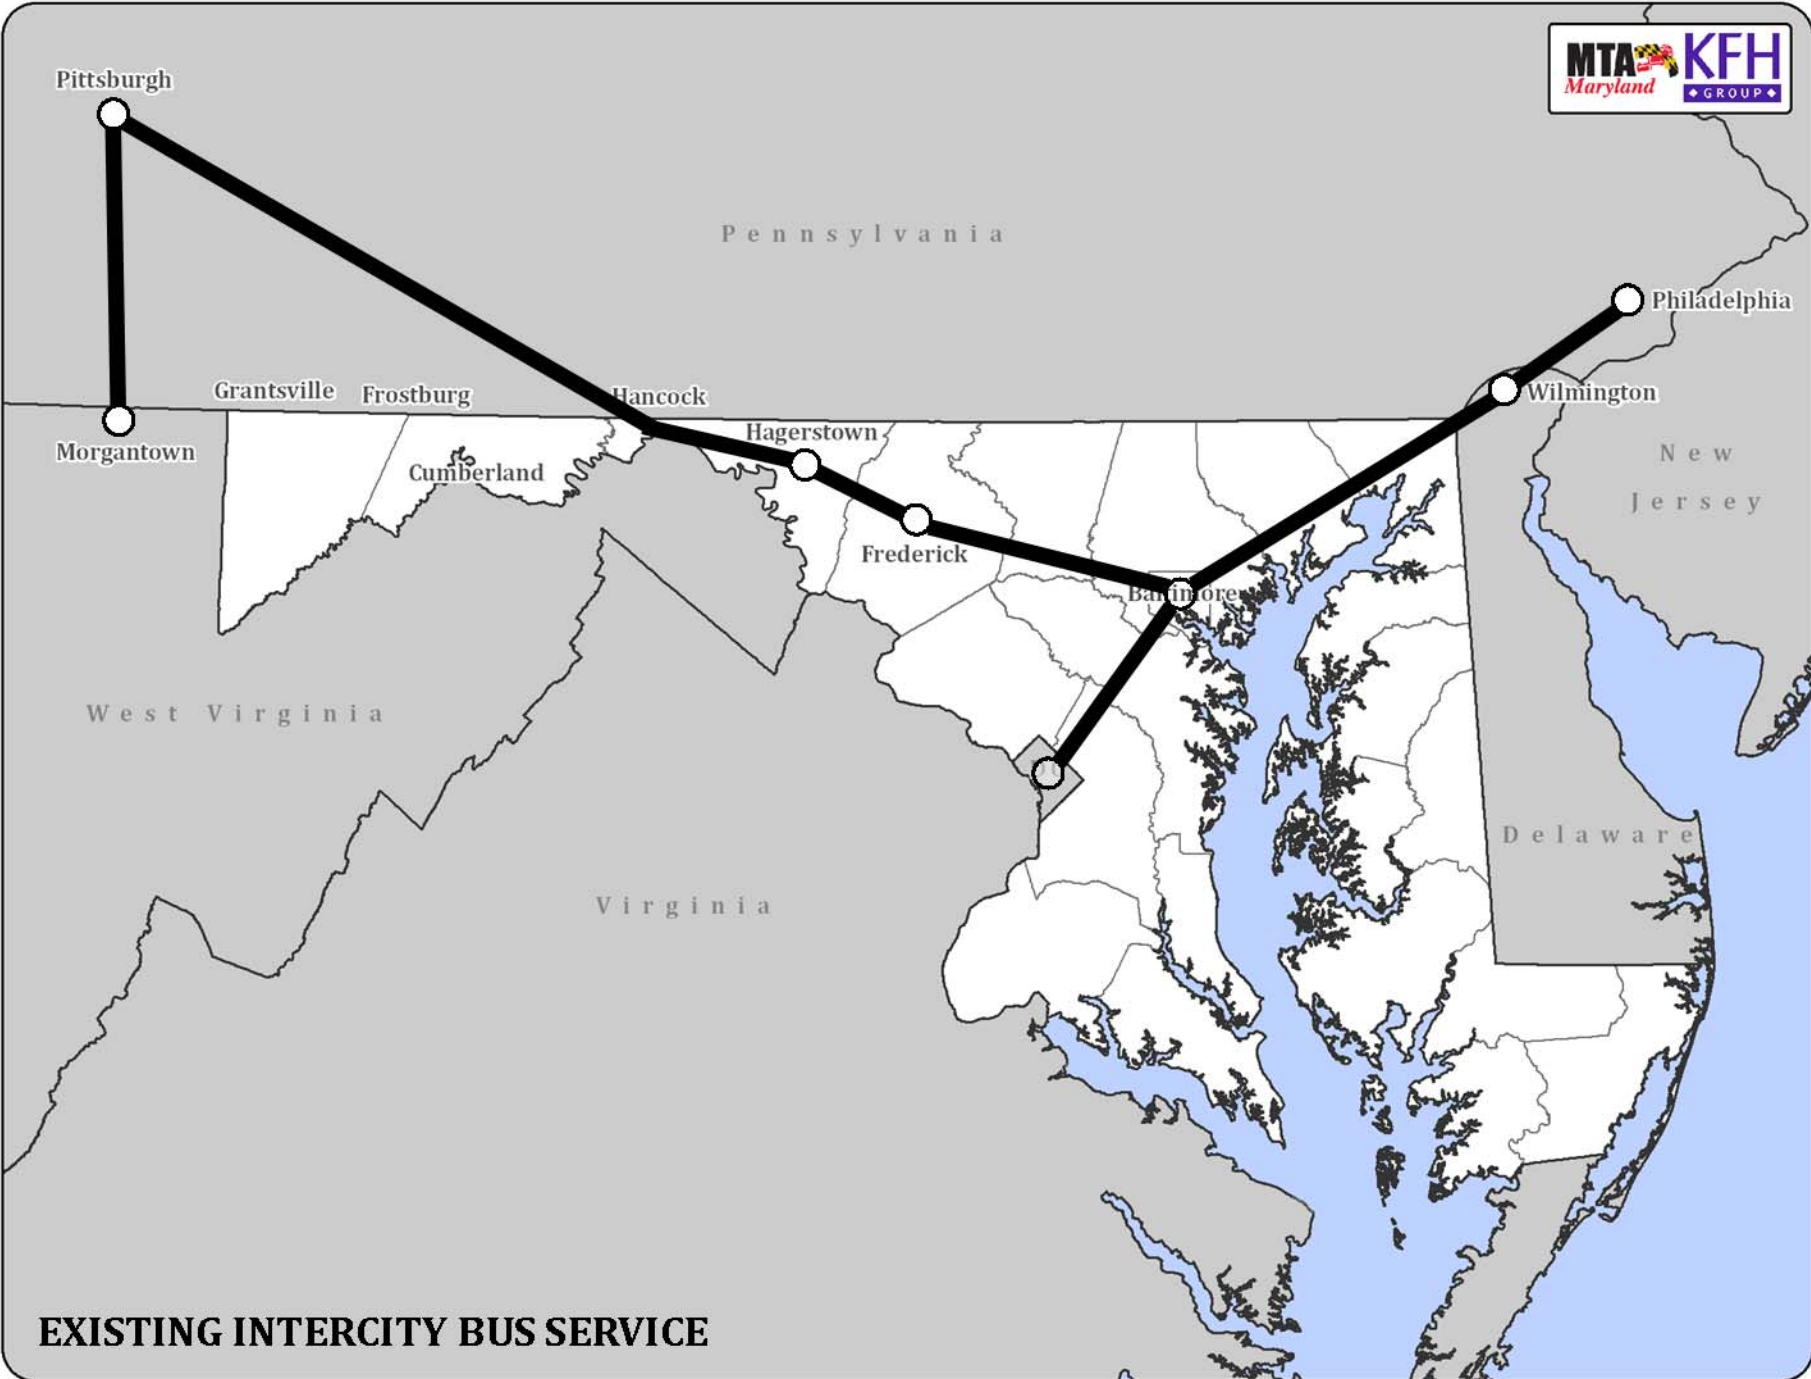 MTA KFH
Maryland GROUP
Pittsburgh
Pennsylvania
Philadelphia
Grantsville
Frostburg
Hancock
Wilmington
Hagerstown
Morgantown
Cumberland
New
Jersey
Frederick
Baltimore
West Virginia
Delaware
Virginia
EXISTING INTERCITY BUS SERVICE